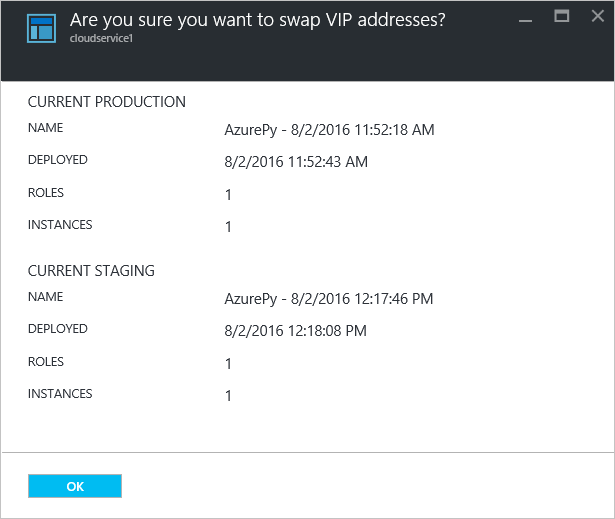 Are you sure you want to swap VIP addresses?
cloudservice1
CURRENT PRODUCTION
NAME AzurePy - 8/2/2016 11:52:18 AM
DEPLOYED 8/2/2016 11:52:43 AM
ROLES 1
INSTANCES 1
CURRENT STAGING
NAME AzurePy - 8/2/2016 12:17:46 PM
DEPLOYED 8/2/2016 12:18:08 PM
ROLES 1
INSTANCES 1
OK